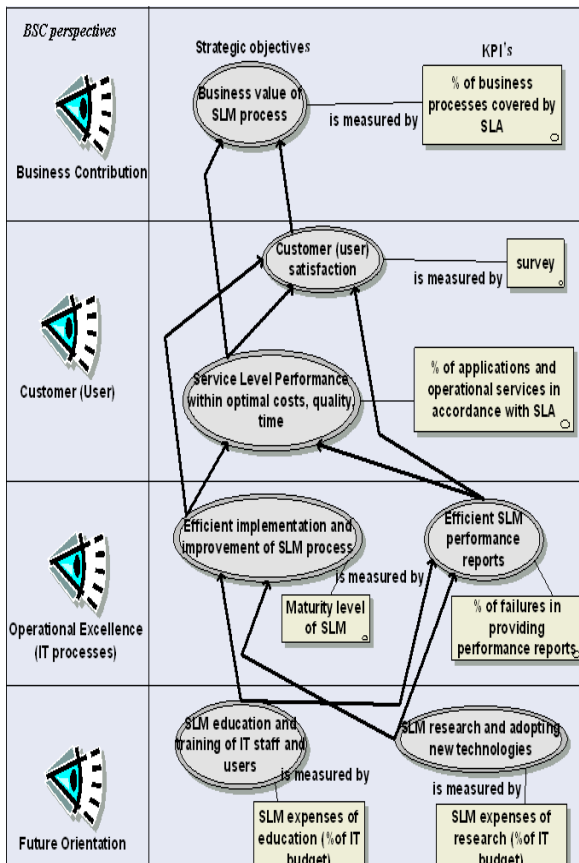 BSC perspectives
Strategic objectives
KPI's
Business Contribution
Business value of
SLM process
is measured by
% of business
processes covered by
SLA
Customer (User)
Customer (user)
satisfaction
is measured by
survey
Service Level Performance
within optimal costs, quality,
time
% of applications and
operational services in
accordance with SLA
Operational Excellence
(IT processes)
Efficient implementation and
improvement of SLM process
is measured by
Maturity level
of SLM
Efficient SLM
performance
reports
% of failures in
providing
performance reports
Future Orientation
SLM education and
training of IT staff and
users
is measured by
SLM expenses of
education (%of IT
budget)
SLM research and adopting
new technologies
is measured by
SLM expenses of
research (%of IT
budget)